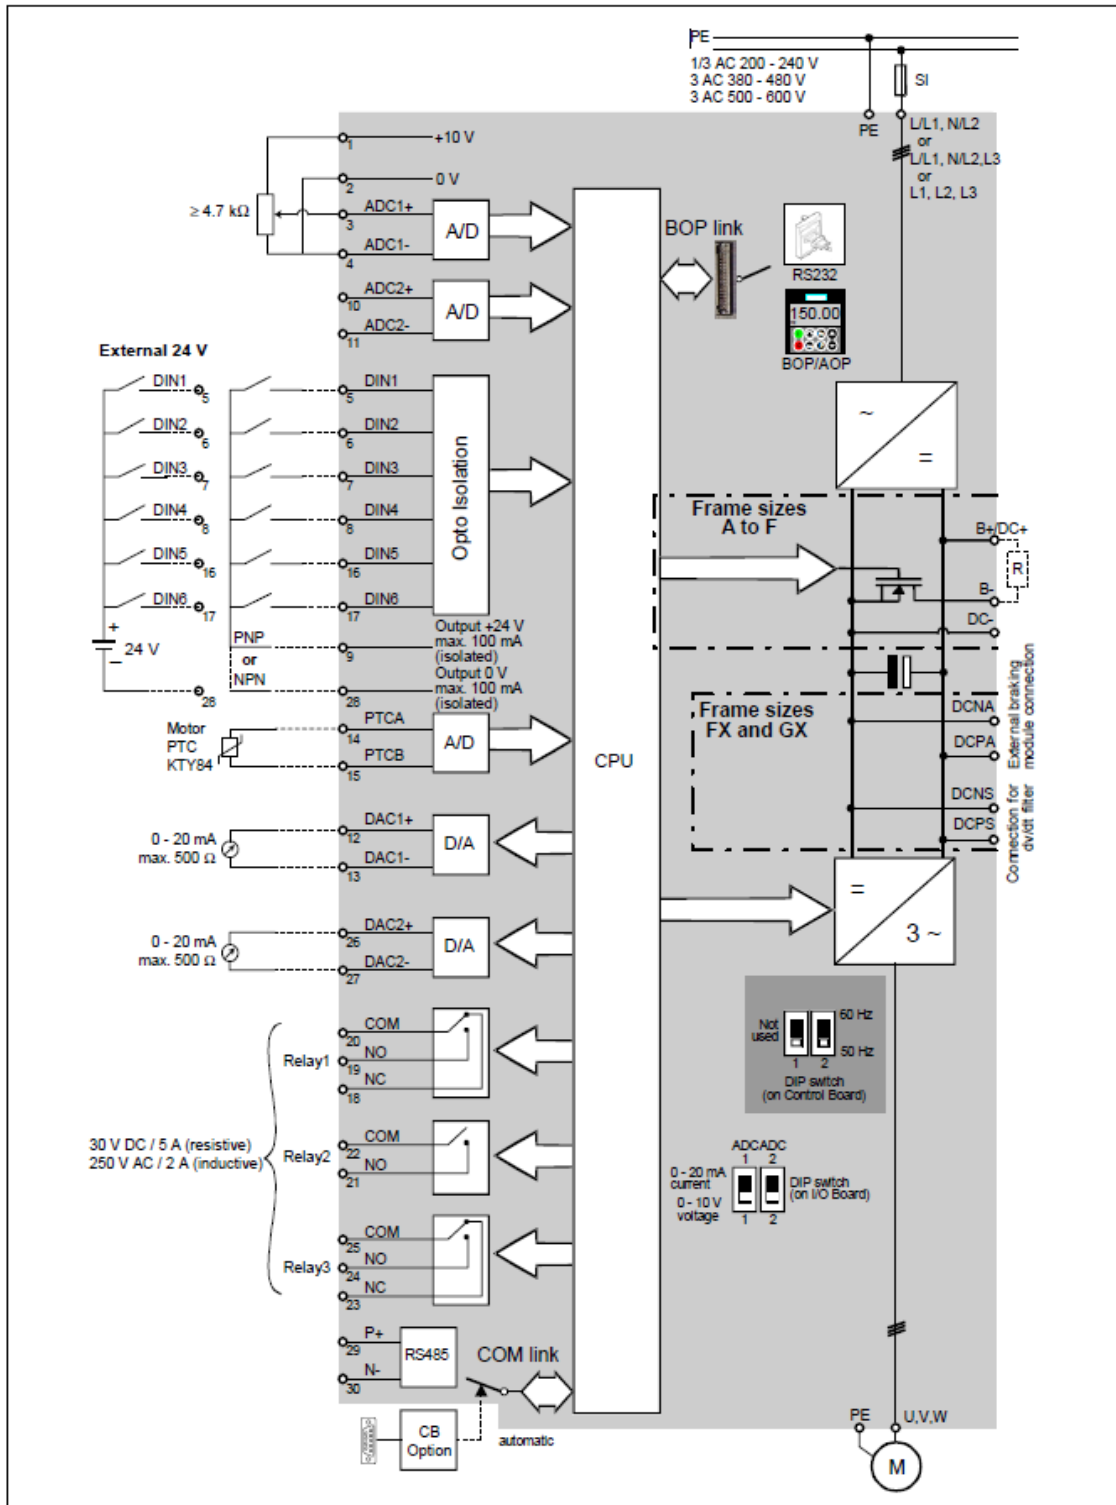 PE
1/3 AC 200 - 240 V
3 AC 380 - 480 V
3 AC 500 - 600 V
SI
PE
L/L1, N/L2
or
L/L1, N/L2,L3
or
L1, L2, L3
1
+10 V
2
0 V
≥ 4.7 kΩ
3
ADC1+
4
ADC1-
A/D
10
ADC2+
11
ADC2-
A/D
BOP link
RS232
150.00
BOP/AOP
External 24 V
DIN1
5
DIN2
6
DIN3
7
DIN4
8
DIN5
16
DIN6
17
+
24 V
–
28
5
DIN1
6
DIN2
7
DIN3
8
DIN4
16
DIN5
17
DIN6
Opto Isolation
PNP
or
NPN
9
Output +24 V
max. 100 mA
(isolated)
28
Output 0 V
max. 100 mA
(isolated)
Motor
PTC
KTY84
14
PTCA
15
PTCB
A/D
CPU
~
=
Frame sizes
A to F
B+/DC+
R
B-
DC-
Frame sizes
FX and GX
DCNA
DCPA
DCNS
DCPS
External braking
module connection
Connection for
dv/dt filter
=
3 ~
0 - 20 mA
max. 500 Ω
12
DAC1+
13
DAC1-
D/A
0 - 20 mA
max. 500 Ω
26
DAC2+
27
DAC2-
D/A
Not
used
60 Hz
50 Hz
1 2
DIP switch
(on Control Board)
30 V DC / 5 A (resistive)
250 V AC / 2 A (inductive)
Relay1
20
COM
19
NO
18
NC
Relay2
22
COM
21
NO
Relay3
25
COM
24
NO
23
NC
ADC ADC
1 2
0 - 20 mA
current
0 - 10 V
voltage
1 2
DIP switch
(on I/O Board)
29
P+
30
N-
RS485
COM link
CB
Option
automatic
PE
U,V,W
M